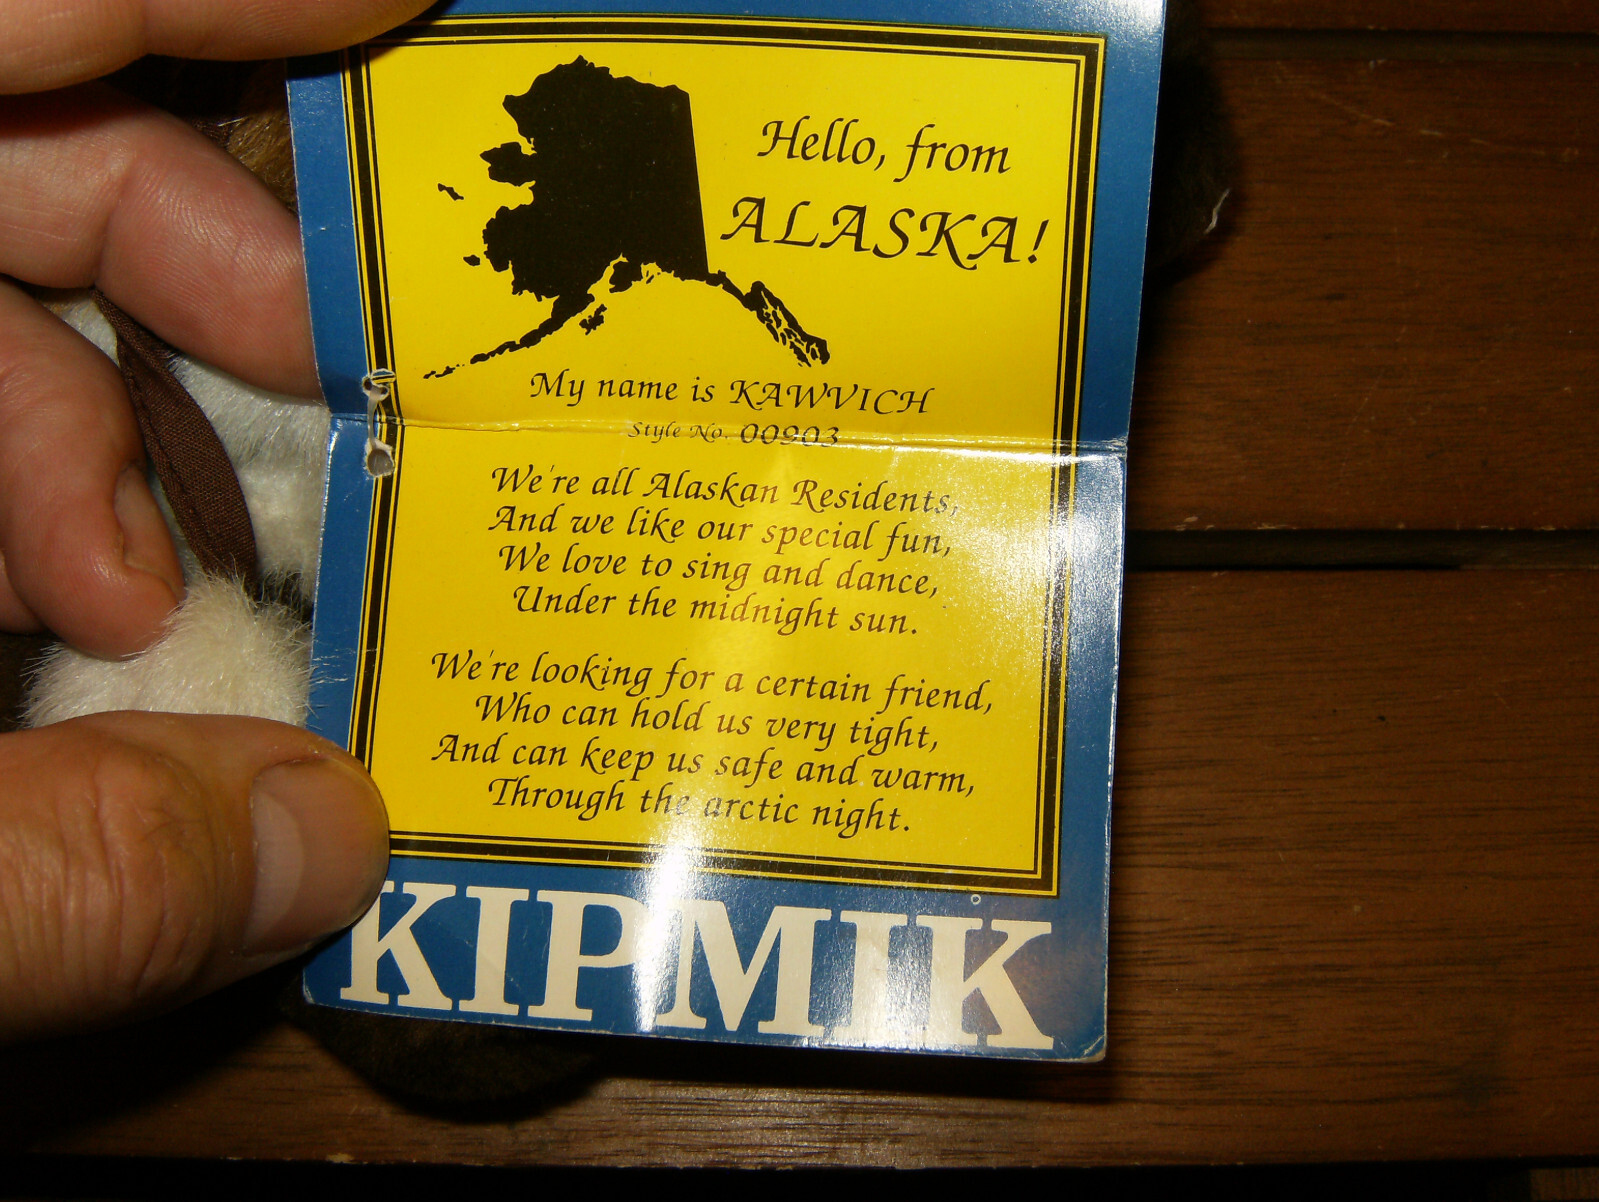 Hello, from
ALASKA!
My name is KAWVICH
Style No. 00903
We're all Alaskan Residents,
And we like our special fun,
We love to sing and dance,
Under the midnight sun.
We're looking for a certain friend,
Who can hold us very tight,
And can keep us safe and warm,
Through the arctic night.
KIPMIK